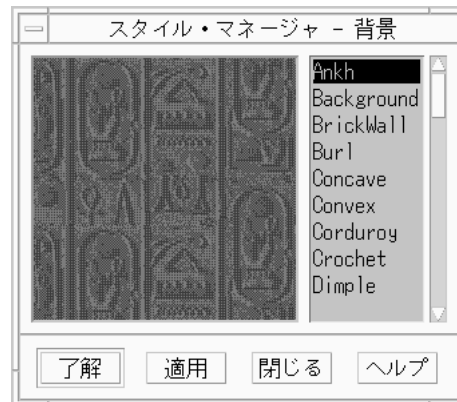 スタイル・マネージャ - 背景
Ankh
Background
BrickWall
Burl
Concave
Convex
Corduroy
Crochet
Dimple
了解 適用 閉じる ヘルプ